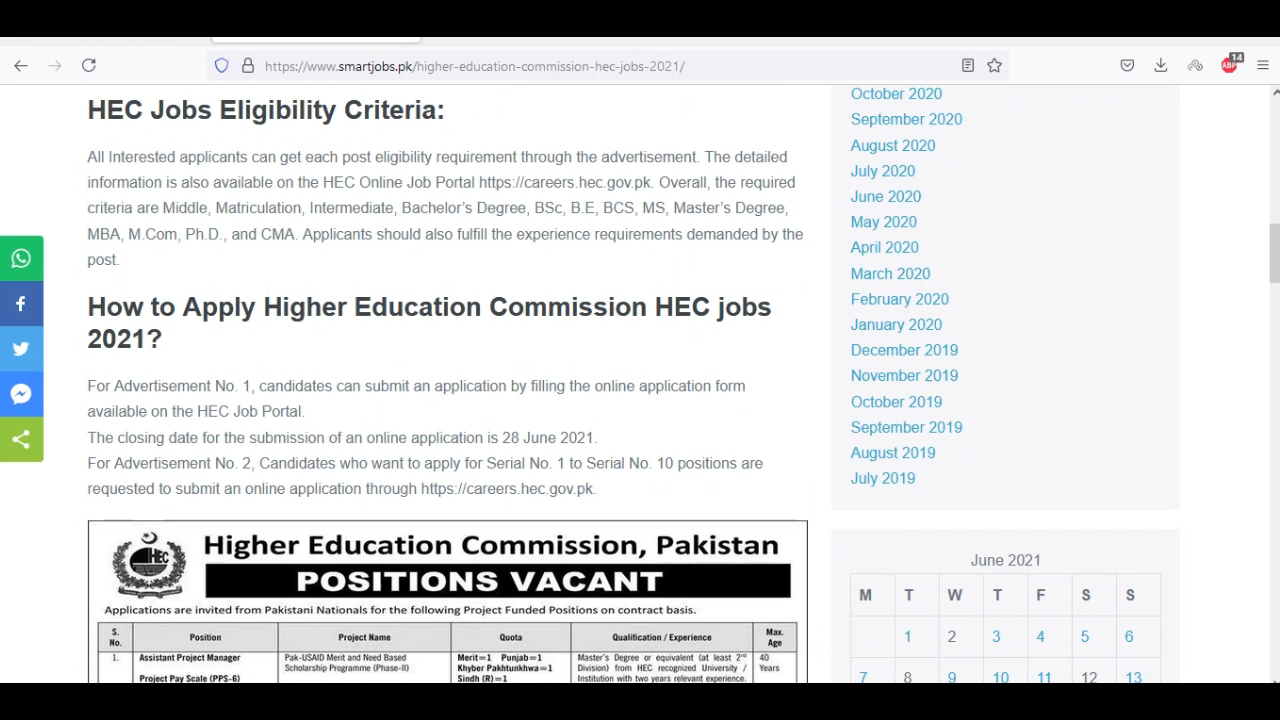 https://www.smartjobs.pk/higher-education-commission-hec-jobs-2021/
14
ABP
HEC Jobs Eligibility Criteria:
All Interested applicants can get each post eligibility requirement through the advertisement. The detailed
information is also available on the HEC Online Job Portal https://careers.hec.gov.pk. Overall, the required
criteria are Middle, Matriculation, Intermediate, Bachelor’s Degree, BSc, B.E, BCS, MS, Master’s Degree,
MBA, M.Com, Ph.D., and CMA. Applicants should also fulfill the experience requirements demanded by the
post.
How to Apply Higher Education Commission HEC jobs
2021?
For Advertisement No. 1, candidates can submit an application by filling the online application form
available on the HEC Job Portal.
The closing date for the submission of an online application is 28 June 2021.
For Advertisement No. 2, Candidates who want to apply for Serial No. 1 to Serial No. 10 positions are
requested to submit an online application through https://careers.hec.gov.pk.
HEC
Higher Education Commission, Pakistan
POSITIONS VACANT
Applications are invited from Pakistani Nationals for the following Project Funded Positions on contract basis.
S. No. Position Project Name Quota Qualification / Experience Max. Age
1. Assistant Project Manager Pak-USAID Merit and Need Based Merit=1 Punjab=1 Master’s Degree or equivalent (at least 2nd 40
Scholarship Programme (Phase-II) Khyber Pakhtunkhwa=1 Division) from HEC recognized University / Years
Project Pay Scale (PPS-6) Sindh (R)=1 Institution with two years relevant experience.
October 2020
September 2020
August 2020
July 2020
June 2020
May 2020
April 2020
March 2020
February 2020
January 2020
December 2019
November 2019
October 2019
September 2019
August 2019
July 2019
June 2021
M T W T F S S
1 2 3 4 5 6
7 8 9 10 11 12 13